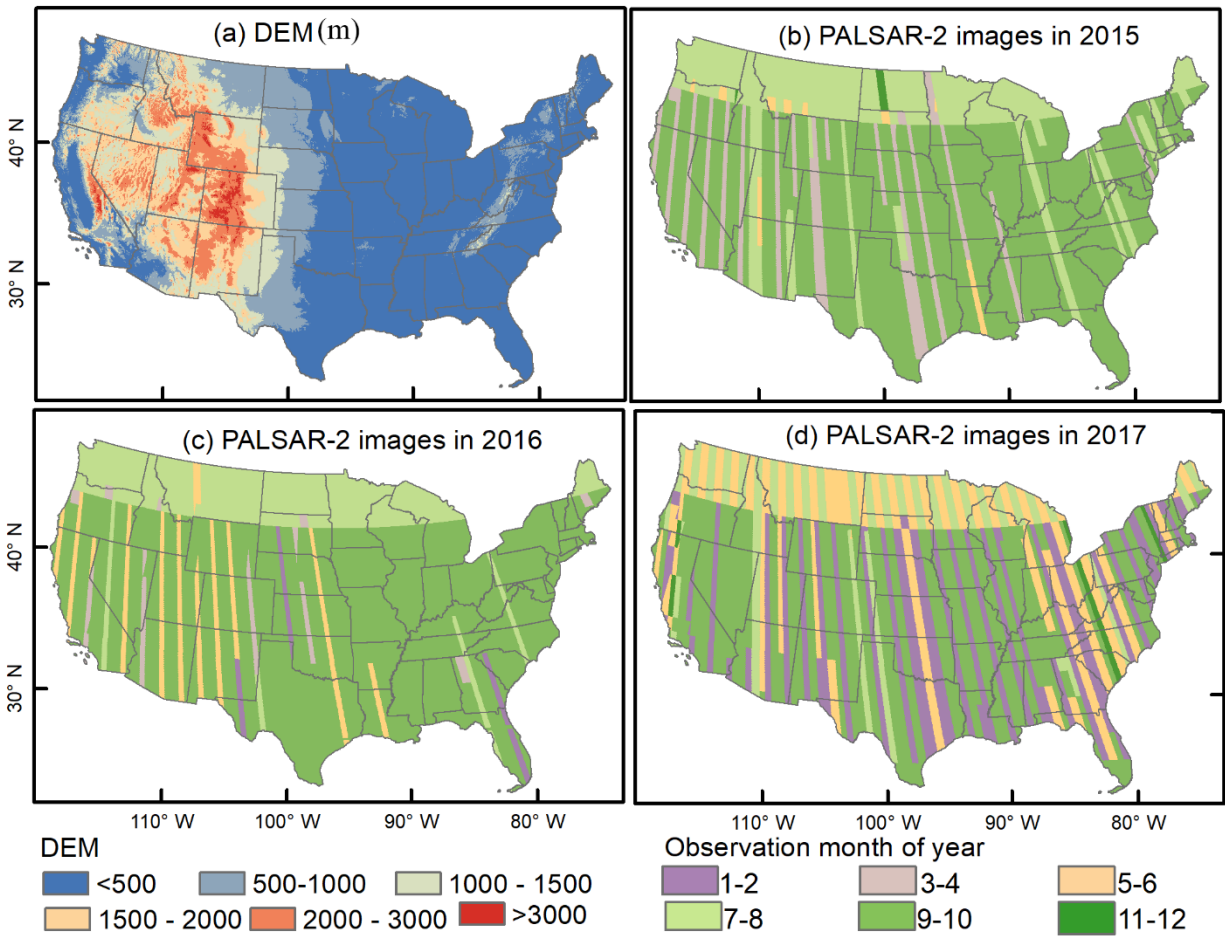 (a) DEM (m)
(b) PALSAR-2 images in 2015
40° N
30° N
(c) PALSAR-2 images in 2016
(d) PALSAR-2 images in 2017
40° N
30° N
110° W 100° W 90° W 80° W
110° W 100° W 90° W 80° W
DEM
<500 500-1000 1000 - 1500
1500 - 2000 2000 - 3000 >3000
Observation month of year
1-2 3-4 5-6
7-8 9-10 11-12